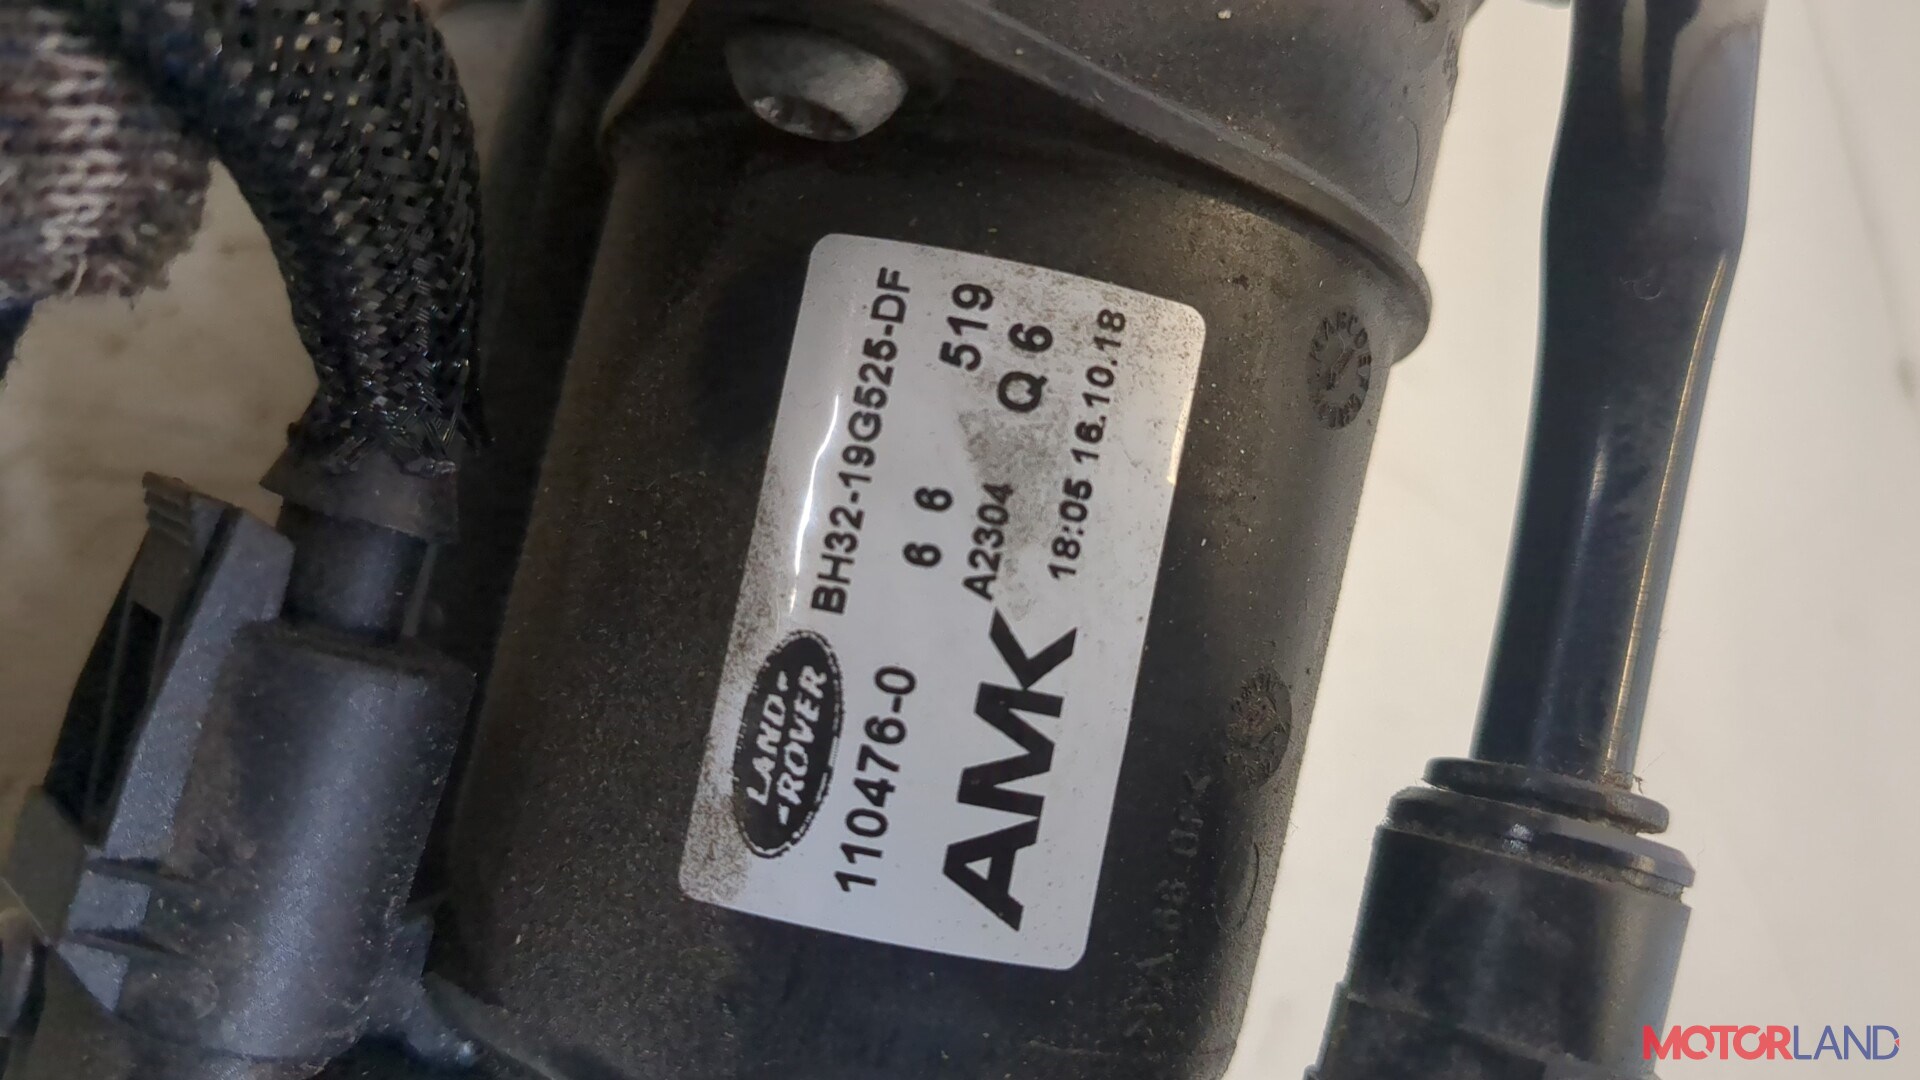 LAND-
-ROVER
BH32-19G525-DF
110476-0
6 6
519
AMK
A2304
Q 6
18:05 16.10.18
MOTORLAND